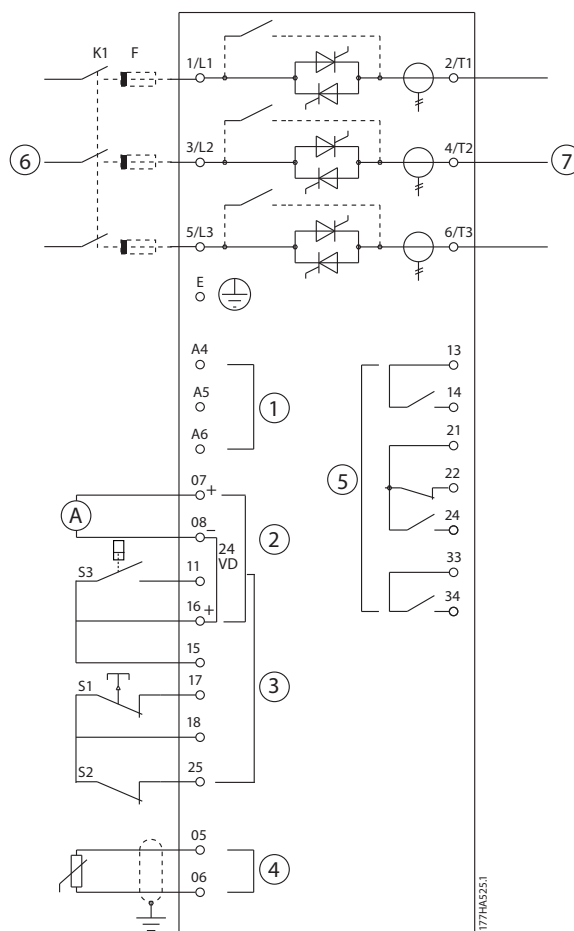 K1 F
1/L1 2/T1
3/L2 4/T2
6 7
5/L3 6/T3
E
A4
A5
A6
1
13
14
21
22
24
33
34
5
07 +
A
08 −
24
VD
2
S3 11
16 +
15
3
S1 17
18
S2 25
05
06
4
177HA525.1